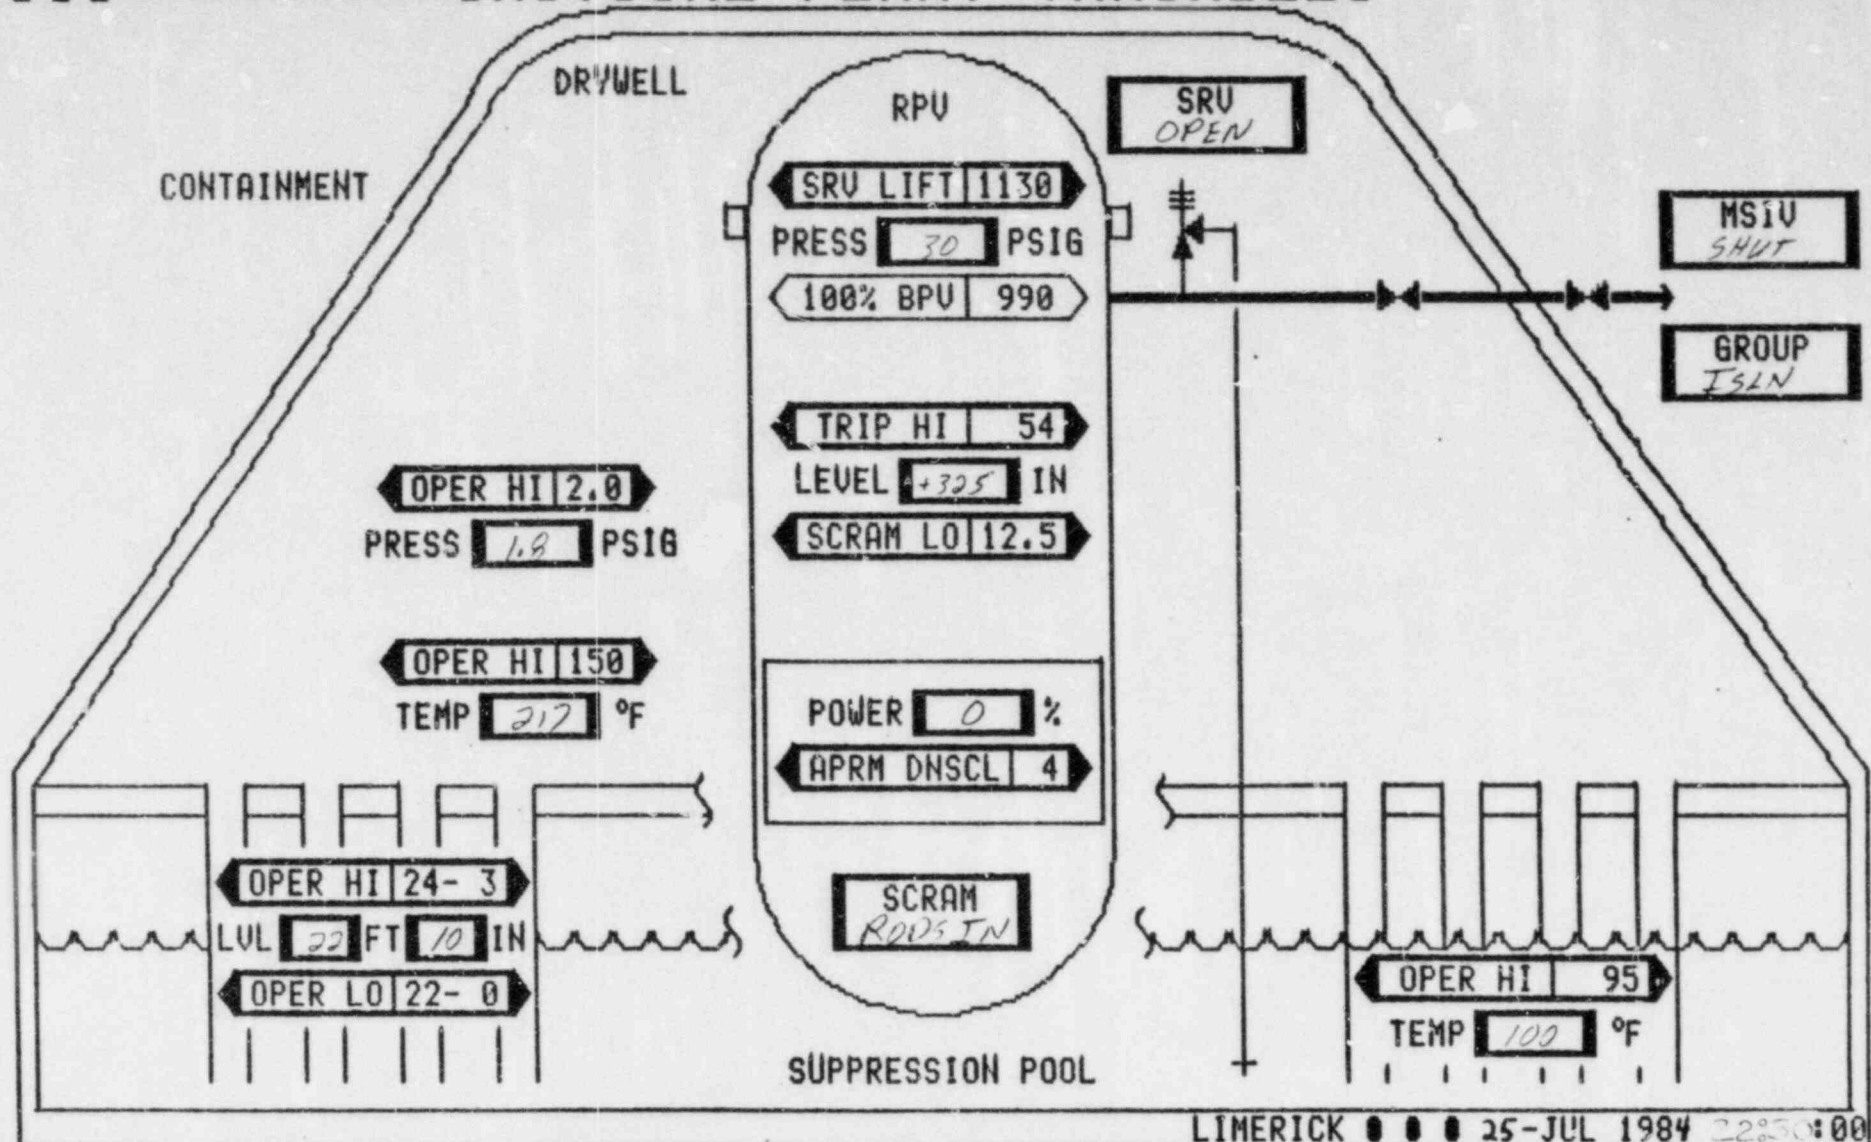 DRYWELL
RPV
SRV
OPEN
CONTAINMENT
SRV LIFT 1130
MSIV
SHUT
PRESS 30 PSIG
100% BPV 990
GROUP
ISLN
TRIP HI 54
OPER HI 2.0
LEVEL +325 IN
PRESS 1.8 PSIG
SCRAM LO 12.5
OPER HI 150
TEMP 217 °F
POWER 0 %
APRM DNSCL 4
OPER HI 24- 3
SCRAM
RODS IN
LVL 22 FT 10 IN
OPER LO 22- 0
OPER HI 95
TEMP 100 °F
SUPPRESSION POOL
LIMERICK 25-JUL 1984 :00